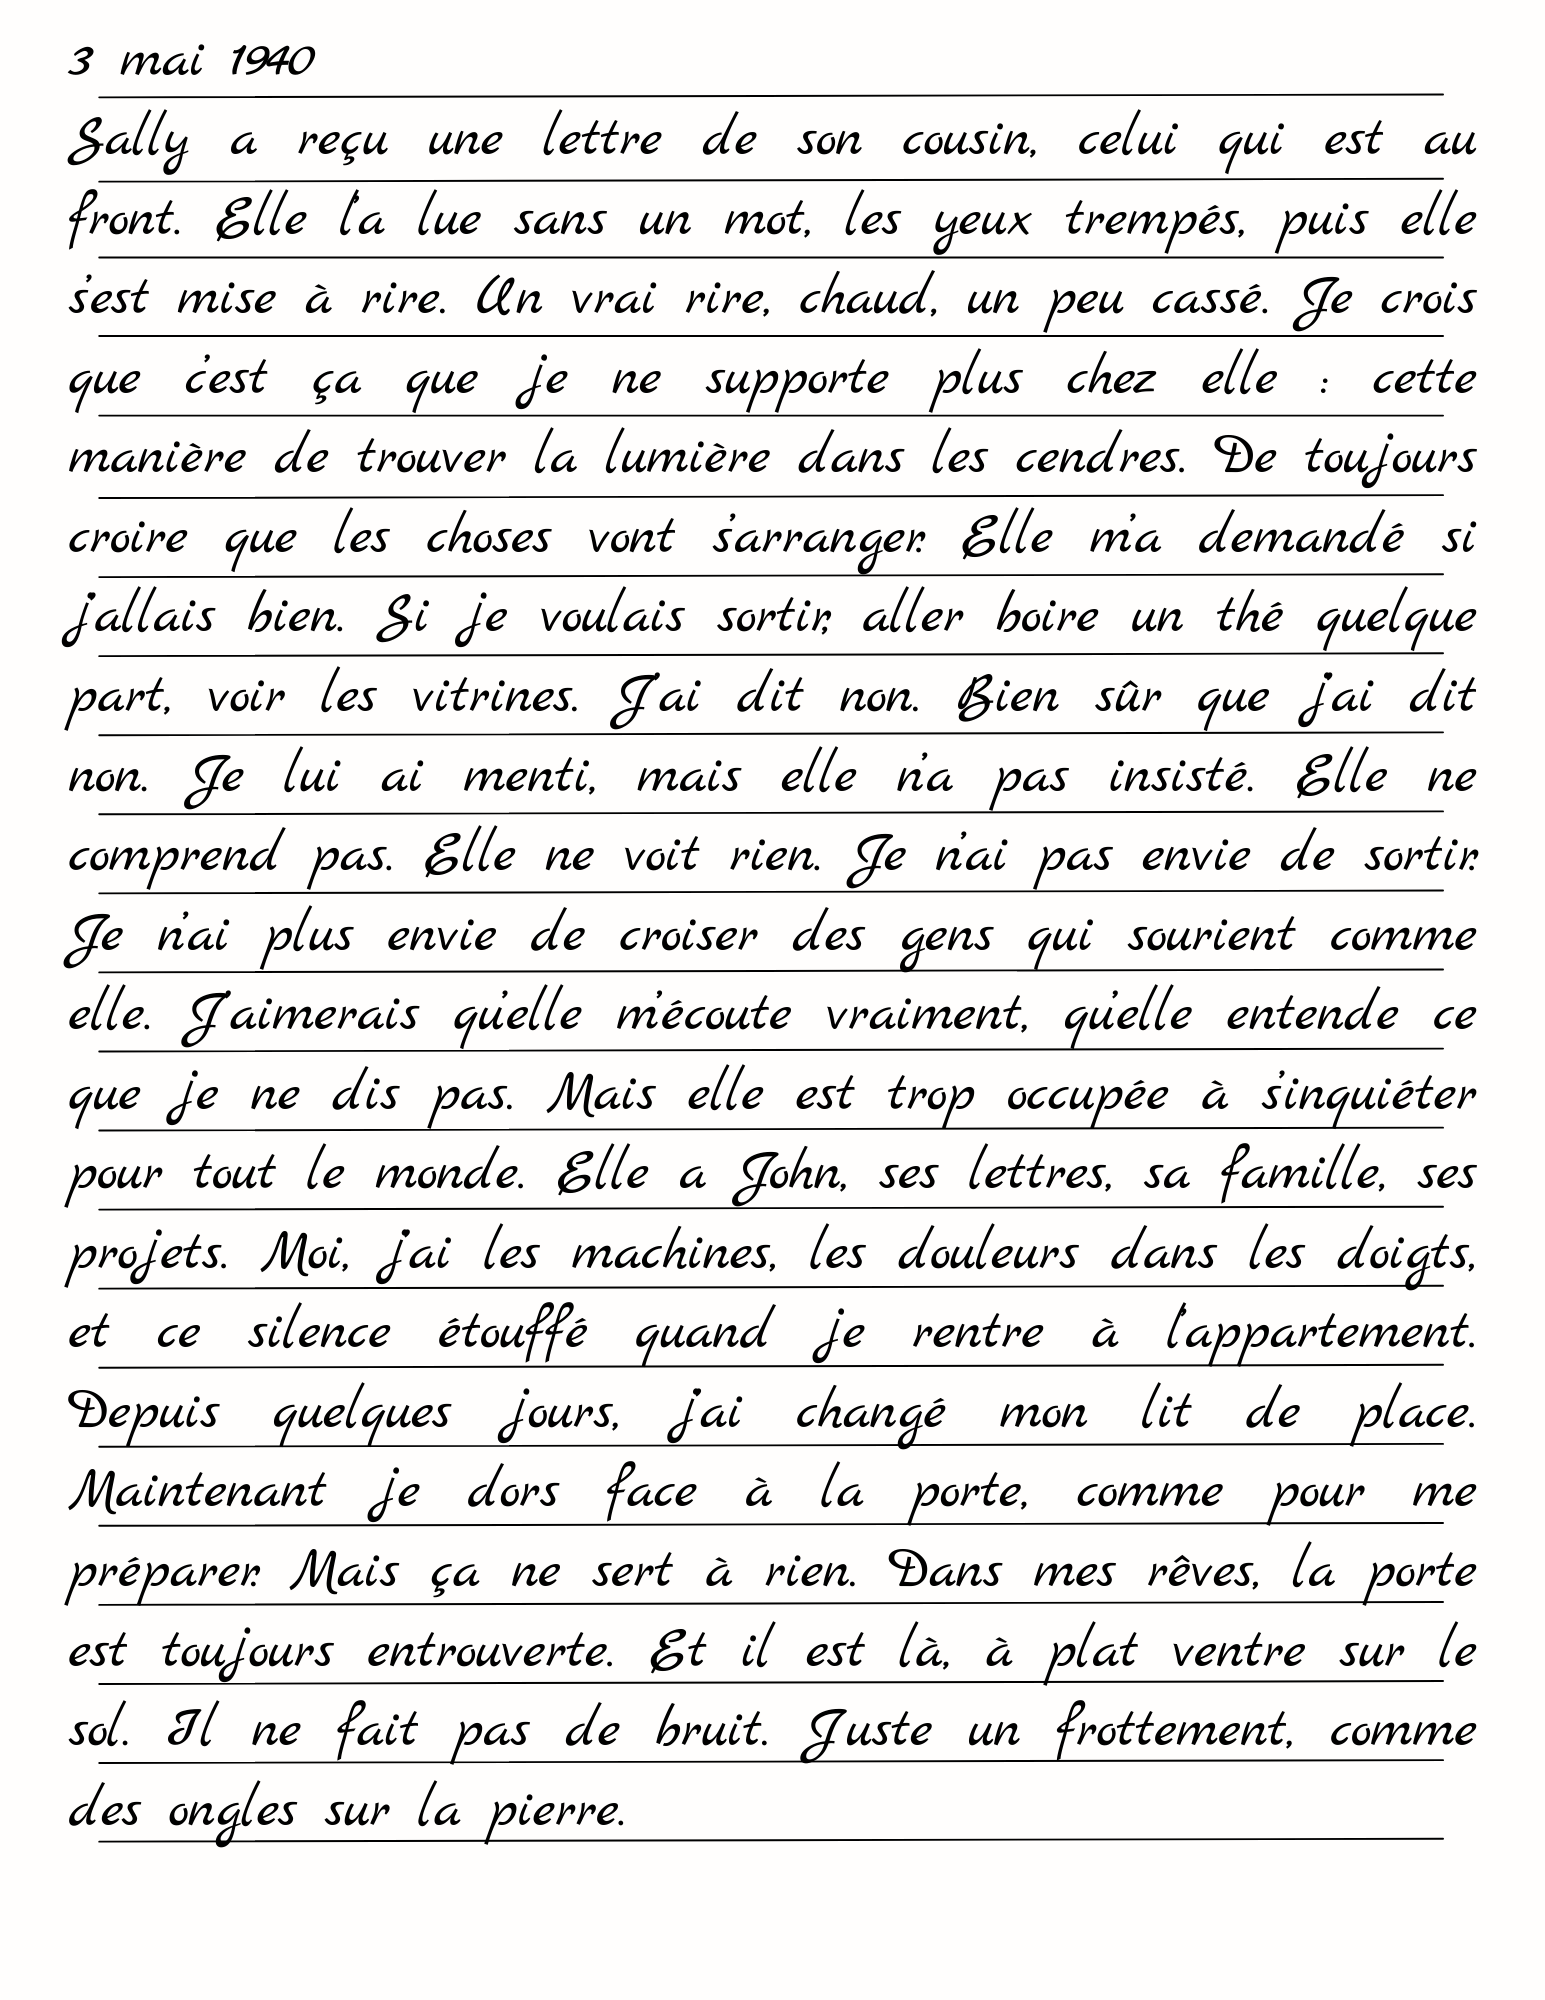 3 mai 1940
Sally a reçu une lettre de son cousin, celui qui est au
front. Elle l'a lue sans un mot, les yeux trempés, puis elle
s'est mise à rire. Un vrai rire, chaud, un peu cassé. Je crois
que c'est ça que je ne supporte plus chez elle : cette
manière de trouver la lumière dans les cendres. De toujours
croire que les choses vont s'arranger. Elle m'a demandé si
j'allais bien. Si je voulais sortir, aller boire un thé quelque
part, voir les vitrines. J'ai dit non. Bien sûr que j'ai dit
non. Je lui ai menti, mais elle n'a pas insisté. Elle ne
comprend pas. Elle ne voit rien. Je n'ai pas envie de sortir.
Je n'ai plus envie de croiser des gens qui sourient comme
elle. J'aimerais qu'elle m'écoute vraiment, qu'elle entende ce
que je ne dis pas. Mais elle est trop occupée à s'inquiéter
pour tout le monde. Elle a John, ses lettres, sa famille, ses
projets. Moi, j'ai les machines, les douleurs dans les doigts,
et ce silence étouffé quand je rentre à l'appartement.
Depuis quelques jours, j'ai changé mon lit de place.
Maintenant je dors face à la porte, comme pour me
préparer. Mais ça ne sert à rien. Dans mes rêves, la porte
est toujours entrouverte. Et il est là, à plat ventre sur le
sol. Il ne fait pas de bruit. Juste un frottement, comme
des ongles sur la pierre.